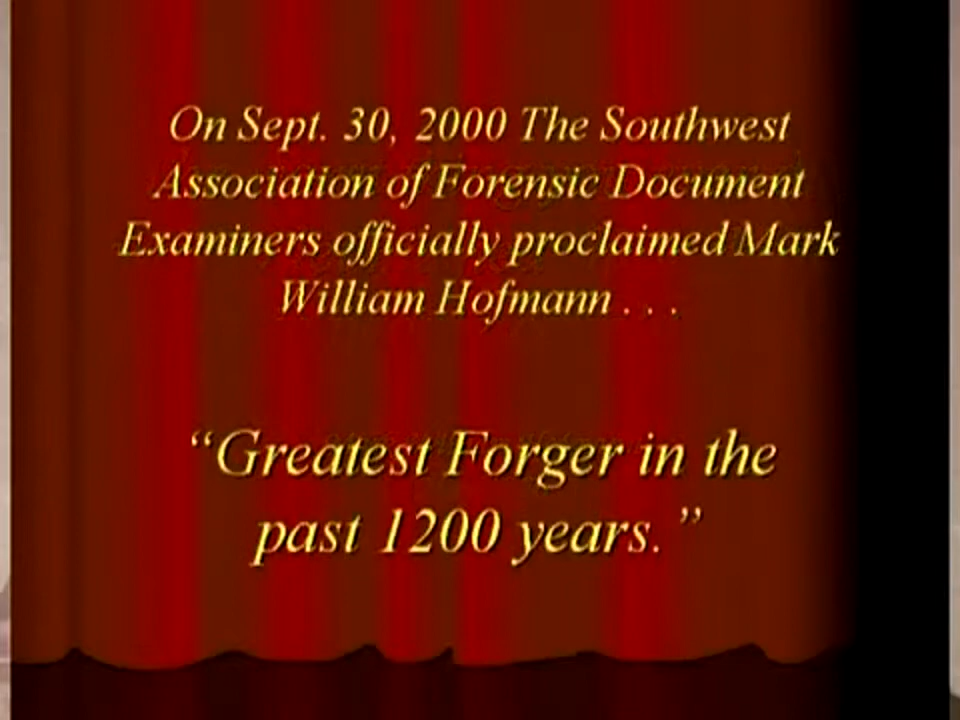 On Sept. 30, 2000 The Southwest
Association of Forensic Document
Examiners officially proclaimed Mark
William Hofmann . . .
“Greatest Forger in the
past 1200 years.”